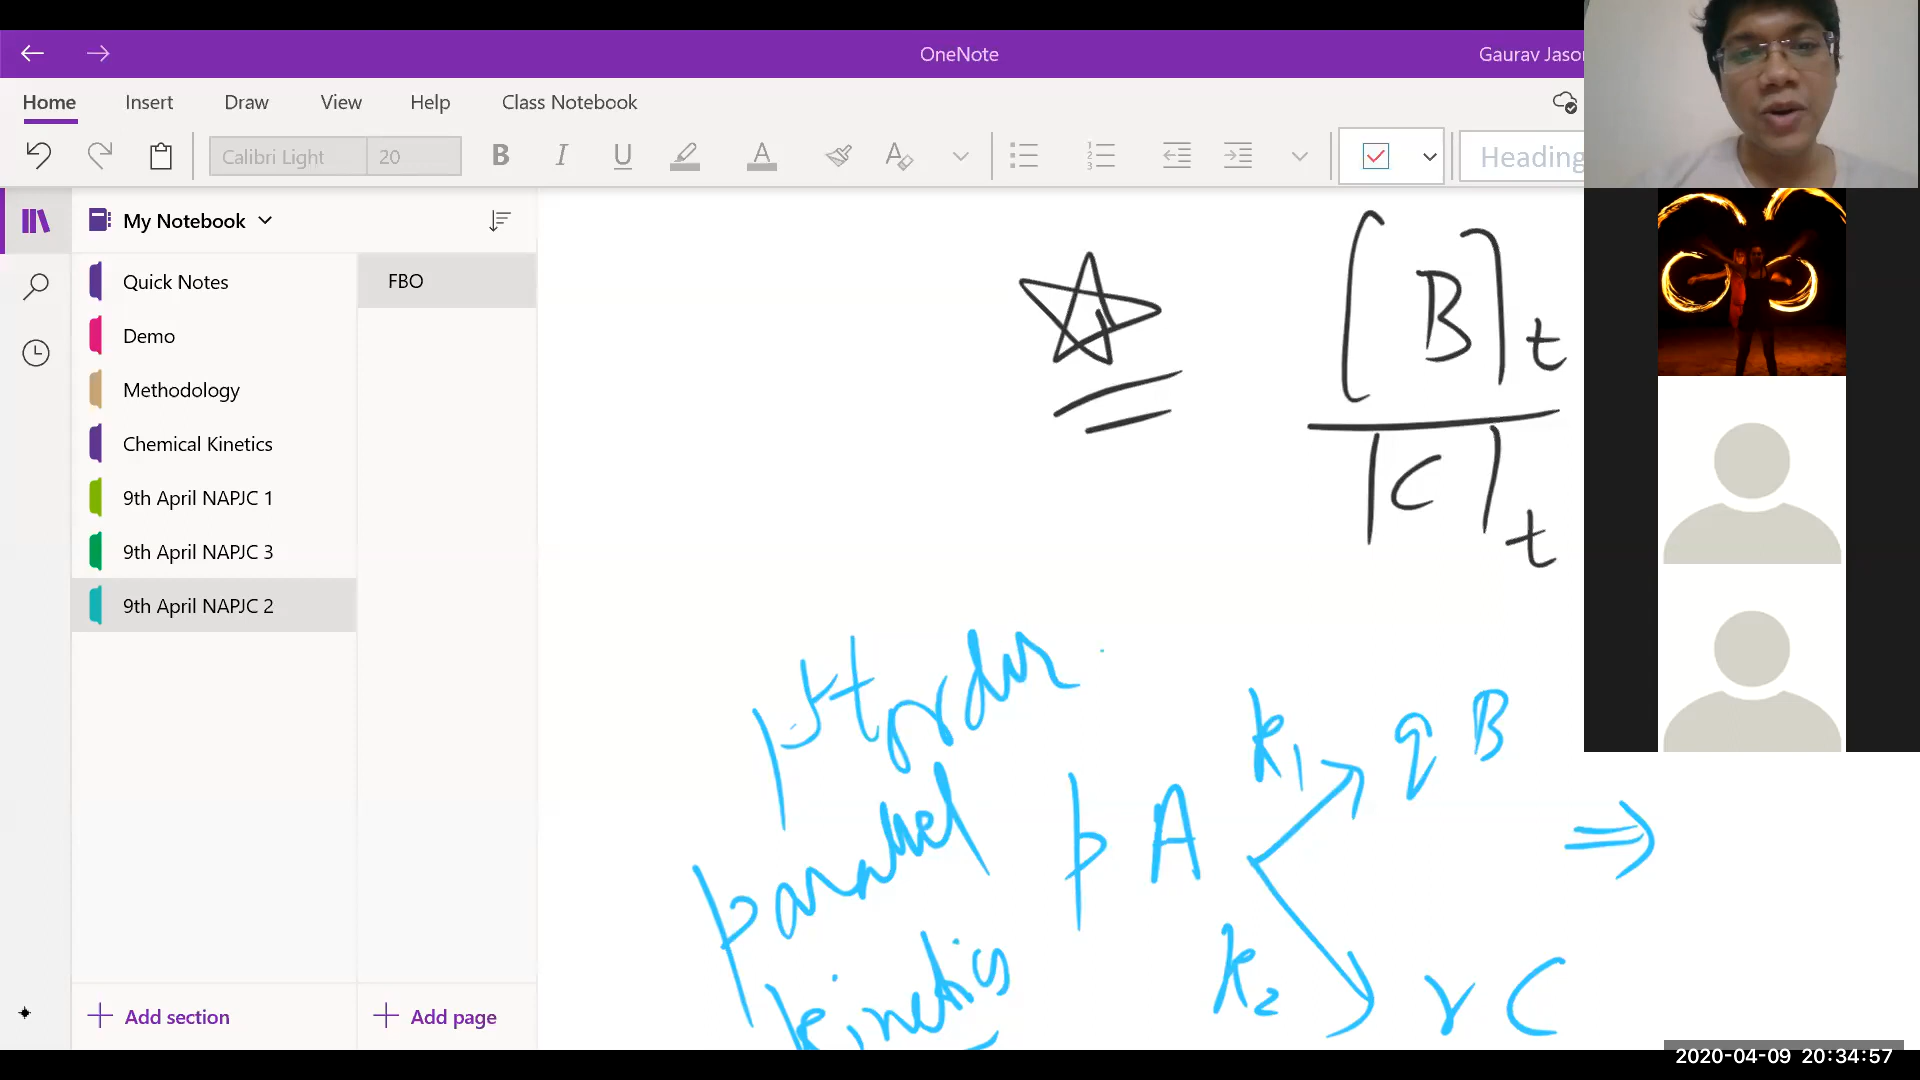 OneNote
Gaurav Jaso
Home Insert Draw View Help Class Notebook
Calibri Light 20 B I U A Heading
My Notebook
Quick Notes
FBO
Demo
Methodology
Chemical Kinetics
9th April NAPJC 1
9th April NAPJC 3
9th April NAPJC 2
Add section
Add page
[B]t
[C]t
order
parallel
kinetics
p A
k1
q B
⇒
k2
r C
2020-04-09 20:34:57